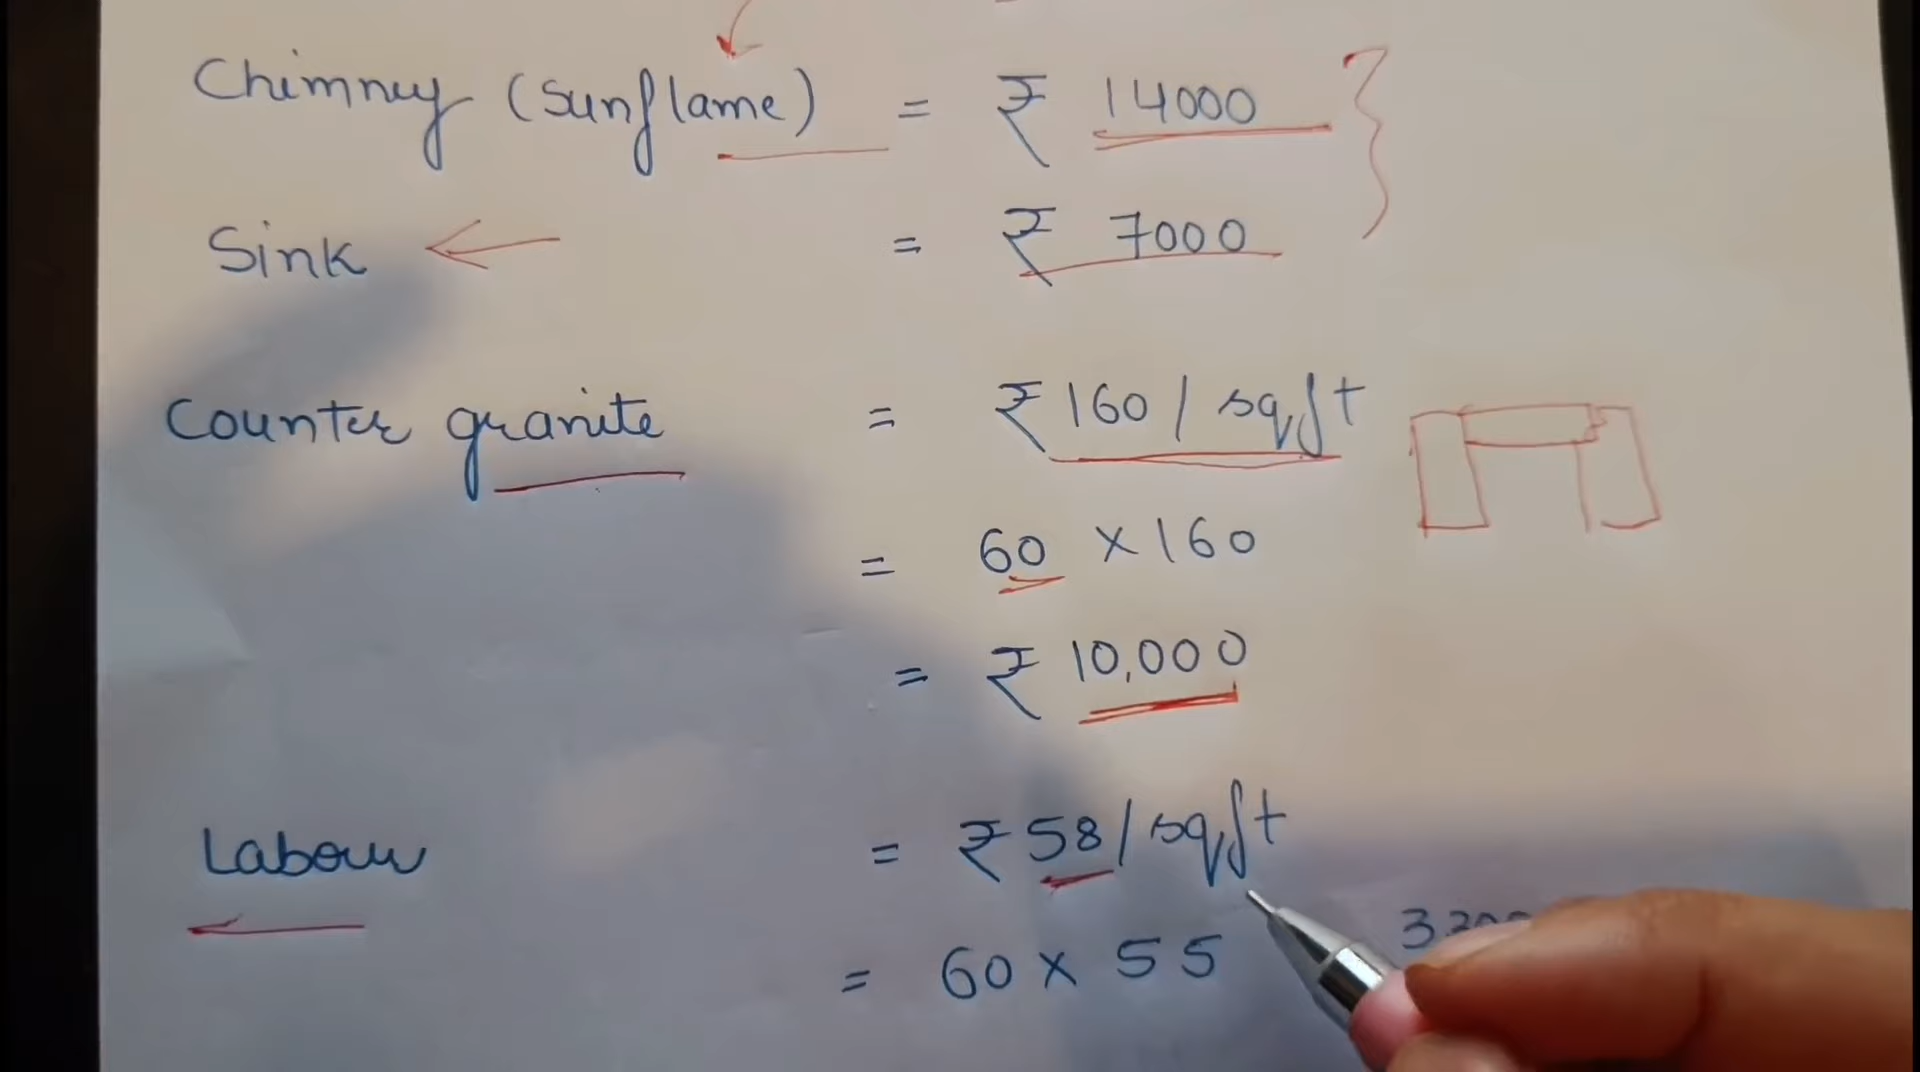 Chimney (Sunflame) = ₹ 14000
Sink = ₹ 7000
Counter granite = ₹ 160 / sqft
= 60 × 160
= ₹ 10,000
Labour = ₹ 58 / sqft
= 60 × 55